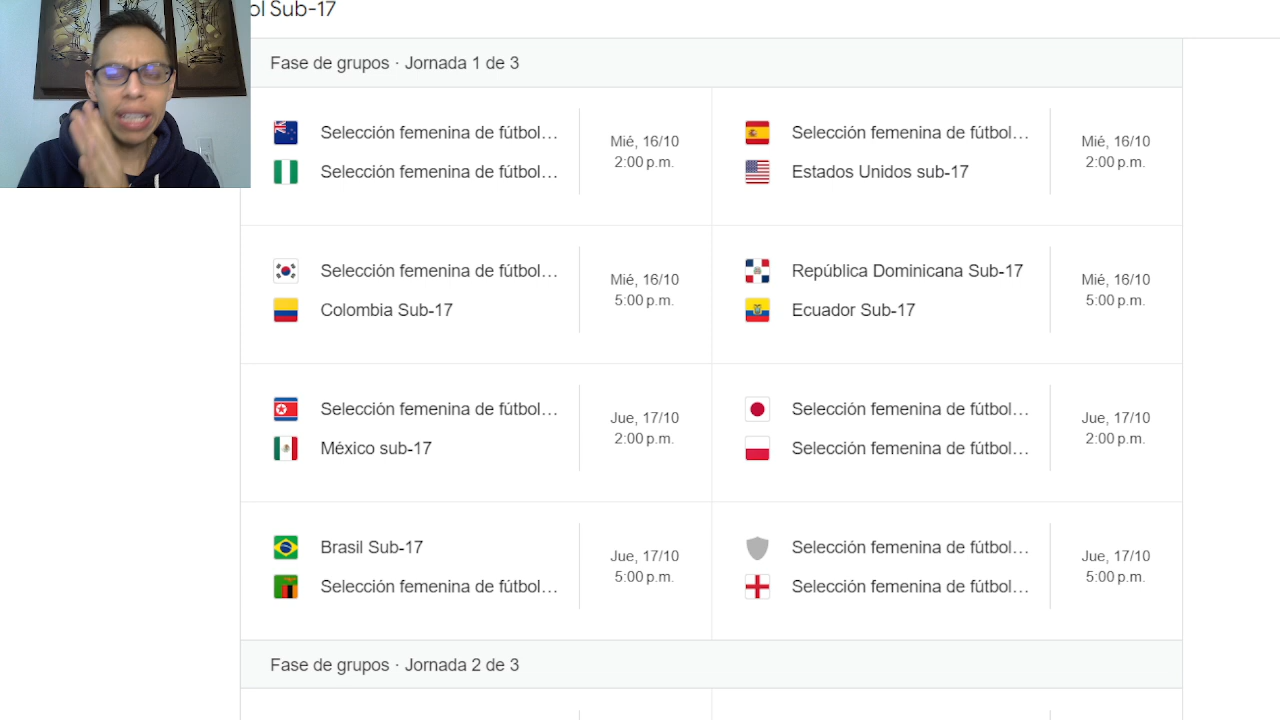 ol Sub-17
Fase de grupos · Jornada 1 de 3
Selección femenina de fútbol…
Selección femenina de fútbol…
Mié, 16/10
2:00 p.m.
Selección femenina de fútbol…
Estados Unidos sub-17
Mié, 16/10
2:00 p.m.
Selección femenina de fútbol…
Colombia Sub-17
Mié, 16/10
5:00 p.m.
República Dominicana Sub-17
Ecuador Sub-17
Mié, 16/10
5:00 p.m.
Selección femenina de fútbol…
México sub-17
Jue, 17/10
2:00 p.m.
Selección femenina de fútbol…
Selección femenina de fútbol…
Jue, 17/10
2:00 p.m.
Brasil Sub-17
Selección femenina de fútbol…
Jue, 17/10
5:00 p.m.
Selección femenina de fútbol…
Selección femenina de fútbol…
Jue, 17/10
5:00 p.m.
Fase de grupos · Jornada 2 de 3